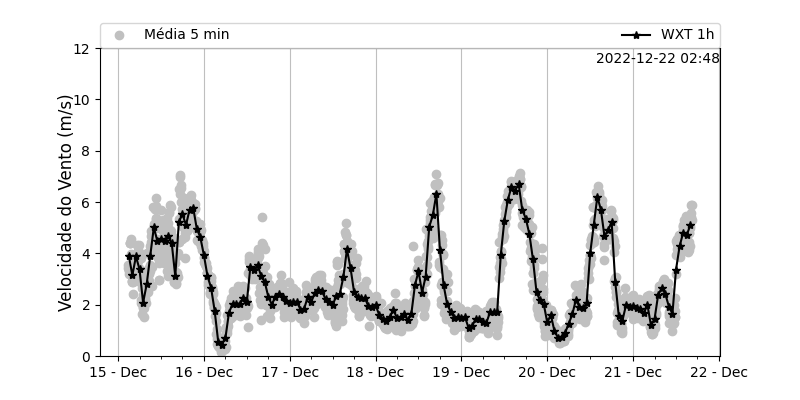 Média 5 min
WXT 1h
2022-12-22 02:48
Velocidade do Vento (m/s)
12
10
8
6
4
2
0
15 - Dec
16 - Dec
17 - Dec
18 - Dec
19 - Dec
20 - Dec
21 - Dec
22 - Dec